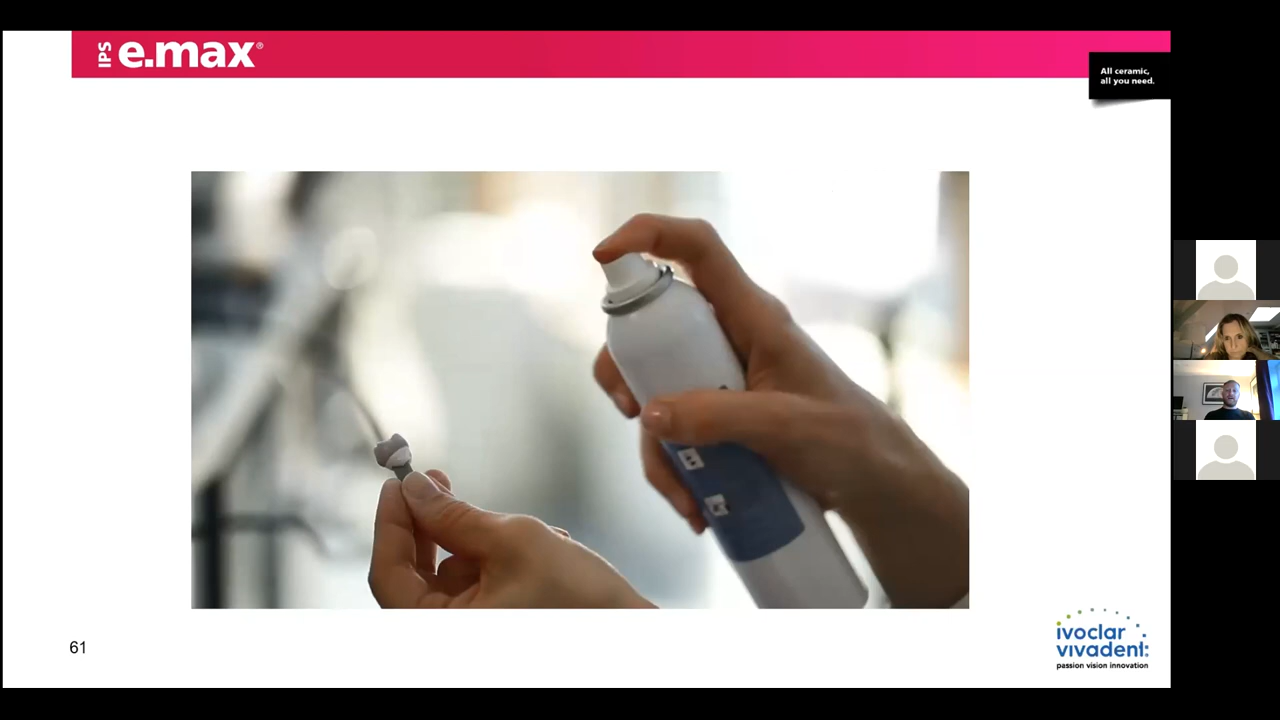 IPS e.max®
All ceramic,
all you need.
61
ivoclar
vivadent:
passion vision innovation